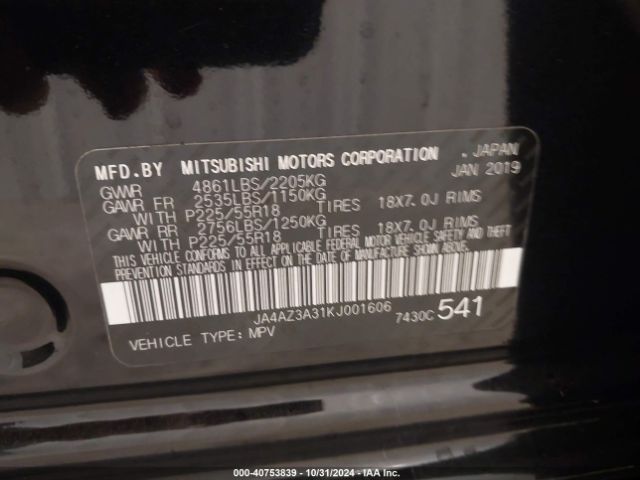 MFD.BY MITSUBISHI MOTORS CORPORATION . JAPAN
GVWR 4861LBS/2205KG JAN 2019
GAWR FR 2535LBS/1150KG
WITH P225/55R18 TIRES 18X7.0J RIMS
GAWR RR 2756LBS/1250KG
WITH P225/55R18 TIRES 18X7.0J RIMS
THIS VEHICLE CONFORMS TO ALL APPLICABLE FEDERAL MOTOR VEHICLE SAFETY AND THEFT
PREVENTION STANDARDS IN EFFECT ON THE DATE OF MANUFACTURE SHOWN ABOVE.
JA4AZ3A31KJ001606 7430C 541
VEHICLE TYPE: MPV
000-40753839 - 10/31/2024 - IAA Inc.